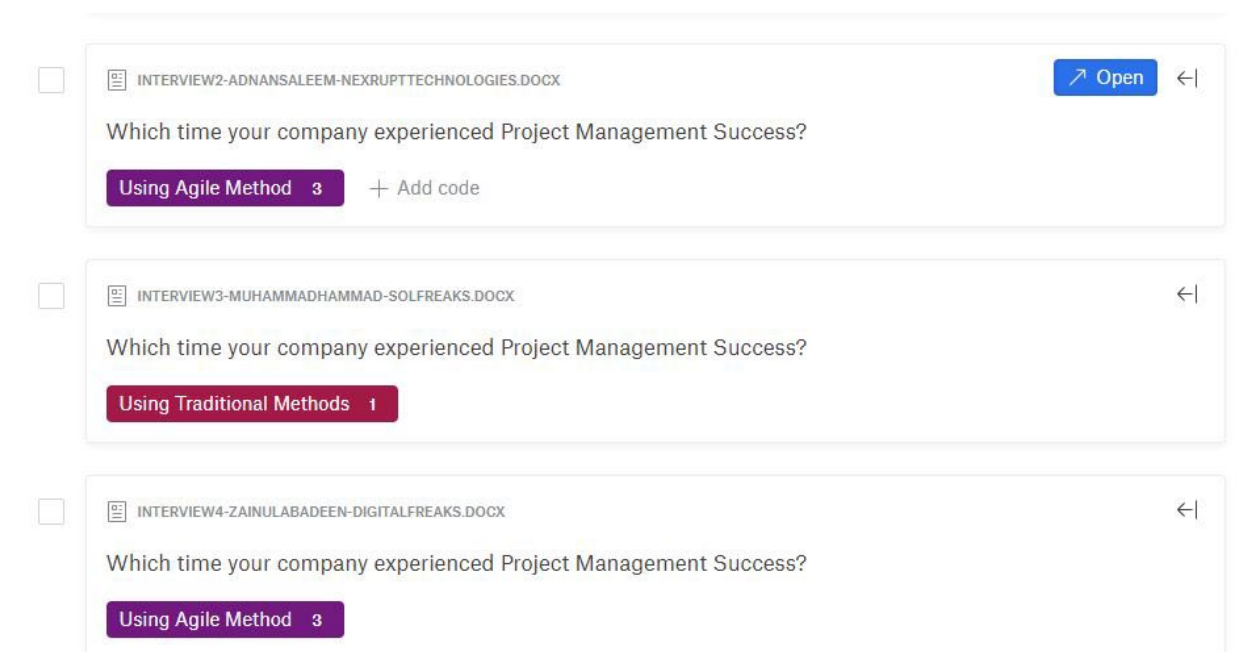 INTERVIEW2-ADNANSALEEM-NEXRUPTTECHNOLOGIES.DOCX
Open
Which time your company experienced Project Management Success?
Using Agile Method 3
+ Add code
INTERVIEW3-MUHAMMADHAMMAD-SOLFREAKS.DOCX
Which time your company experienced Project Management Success?
Using Traditional Methods 1
INTERVIEW4-ZAINULABADEEN-DIGITALFREAKS.DOCX
Which time your company experienced Project Management Success?
Using Agile Method 3